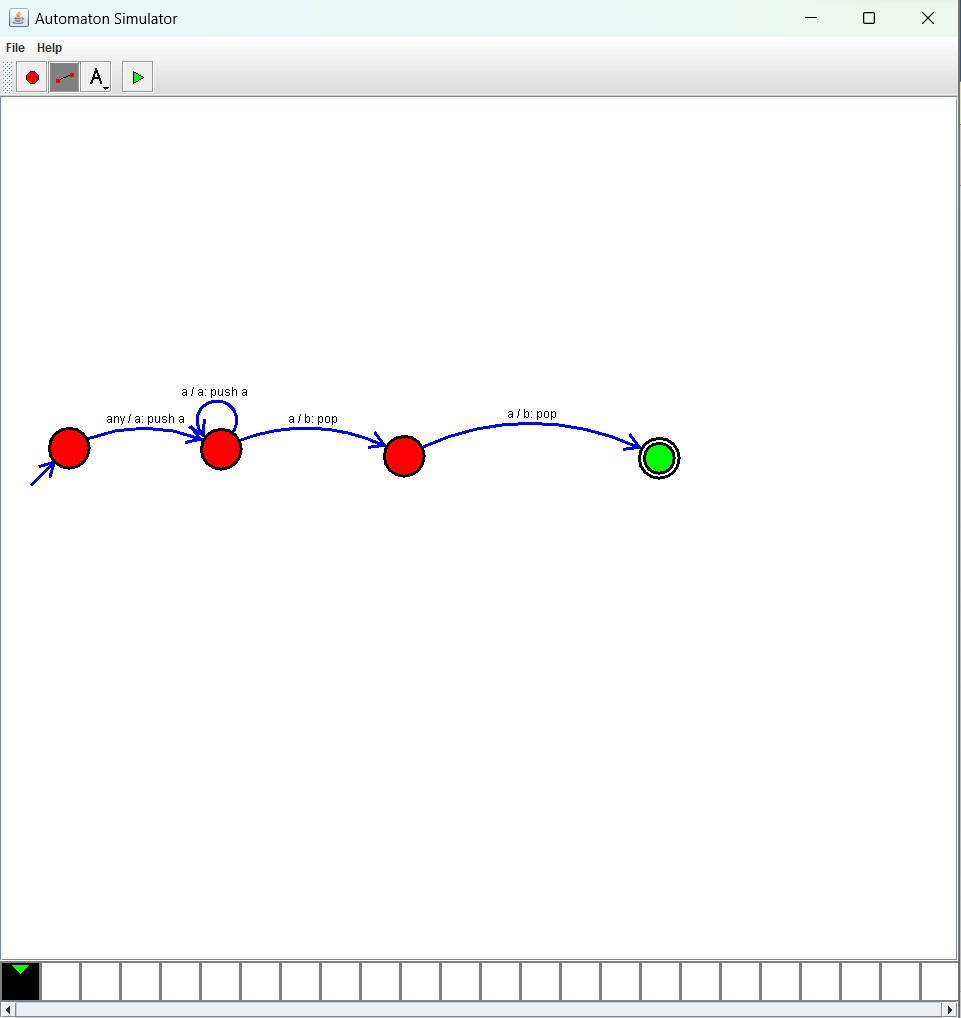 Automaton Simulator
File Help
A
a / a: push a
any / a: push a
a / b: pop
a / b: pop